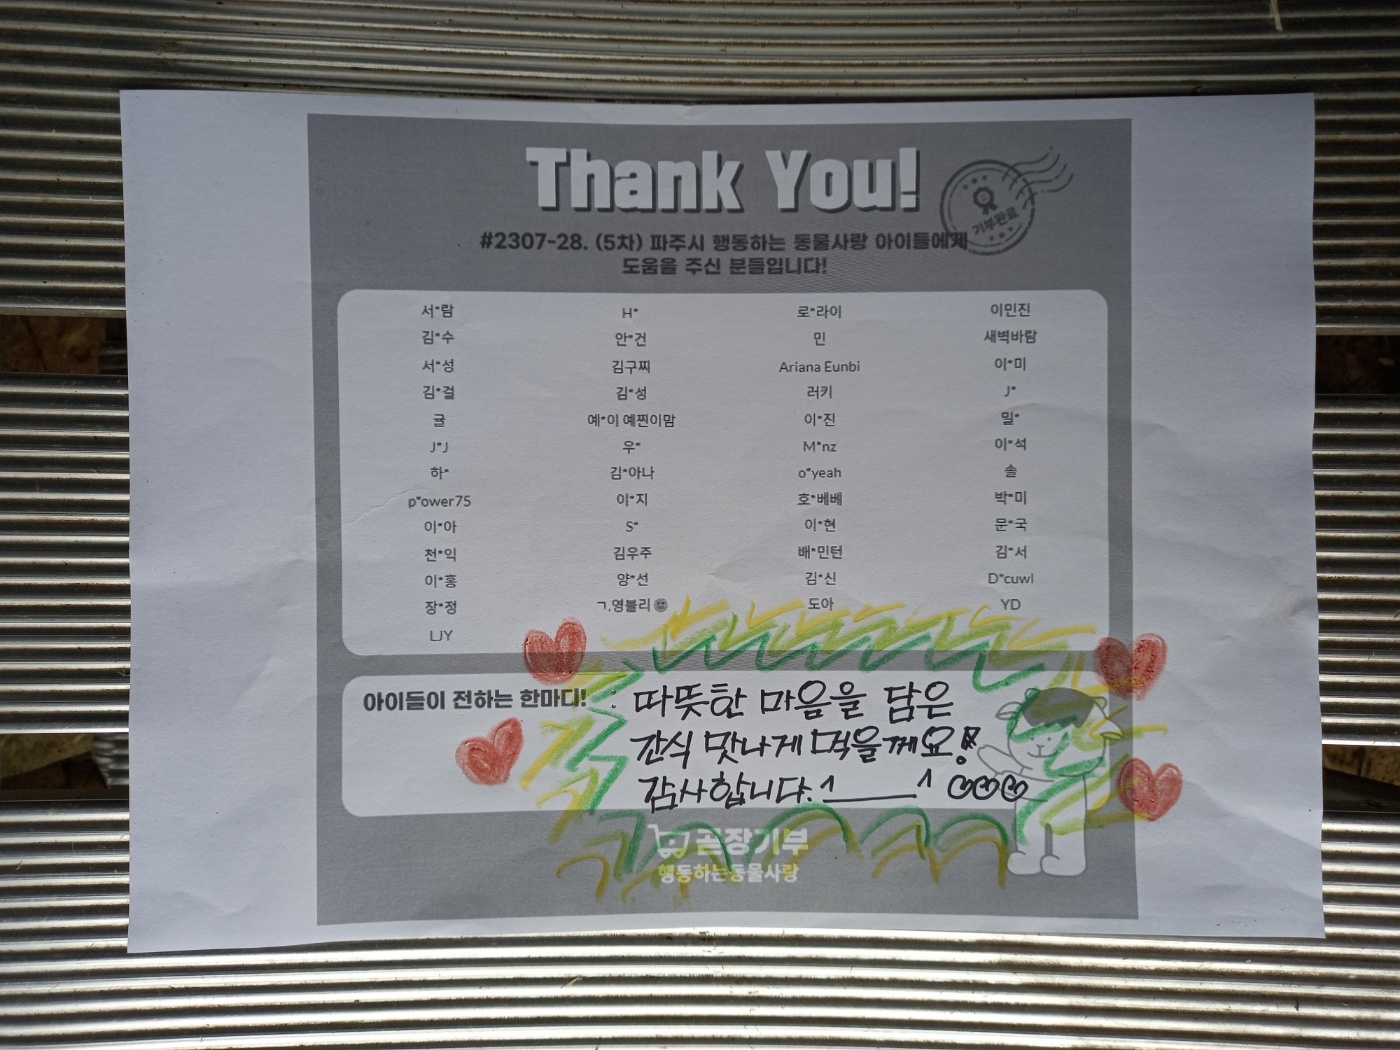 Thank You!
기부완료
#2307-28. (5차) 파주시 행동하는 동물사랑 아이들에게
도움을 주신 분들입니다!
서*람 H* 로*라이 이민진
김*수 안*건 민 새벽바람
서*성 김구찌 Ariana Eunbi 이*미
김*걸 김*성 러키 J*
귤 예*이 예찐이맘 이*진 밀*
J*J 우* M*nz 이*석
하* 김*아나 o*yeah 솔
p*ower75 이*지 호*베베 박*미
이*아 S* 이*현 문*국
천*익 김우주 배*민턴 김*서
이*홍 양*선 김*신 D*cuwl
장*정 ㄱ.영블리 도아 YD
LJY
아이들이 전하는 한마디! : 따뜻한 마음을 담은
간식 맛나게 먹을께요!
감사합니다.^_____^ ♡♡♡
곧장기부
행동하는동물사랑